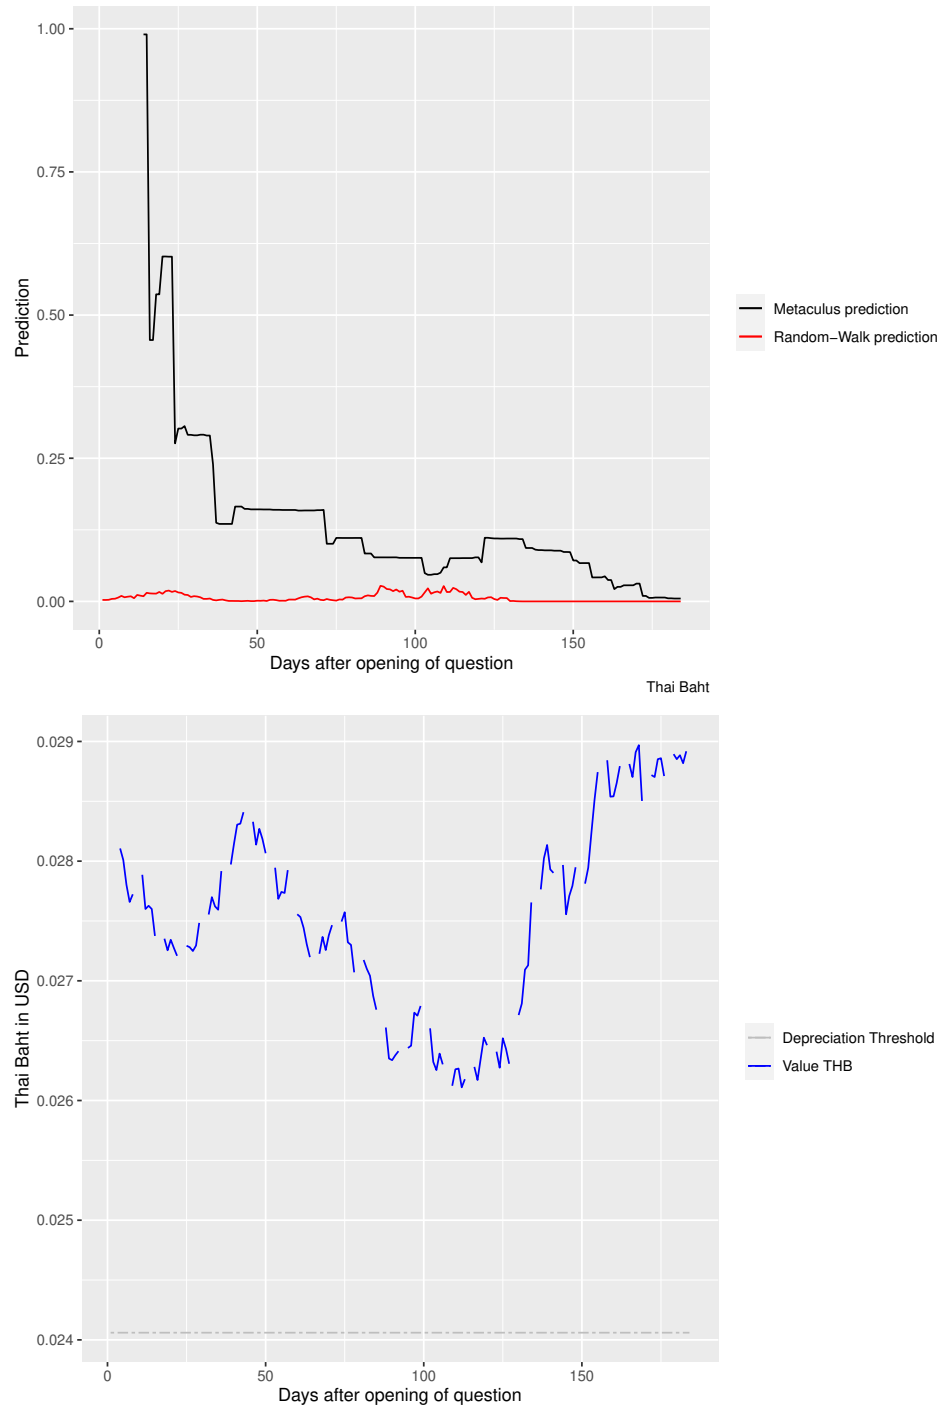 1.00
0.75
0.50
0.25
0.00
Prediction
0
50
100
150
Days after opening of question
Metaculus prediction
Random−Walk prediction
Thai Baht
0.029
0.028
0.027
0.026
0.025
0.024
Thai Baht in USD
0
50
100
150
Days after opening of question
Depreciation Threshold
Value THB